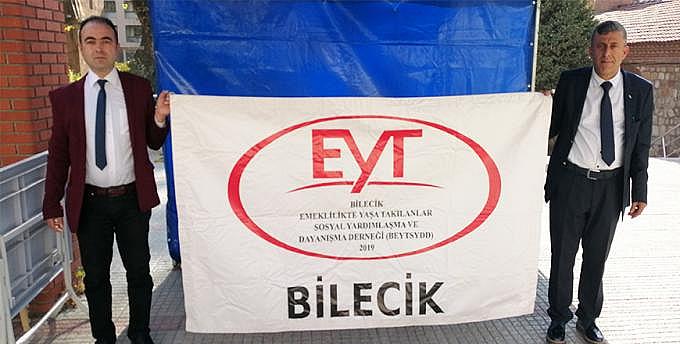 EYT
BİLECİK
EMEKLİLİKTE YAŞA TAKILANLAR
SOSYAL YARDIMLAŞMA VE
DAYANIŞMA DERNEĞİ (BEYTSYDD)
2019
BİLECİK